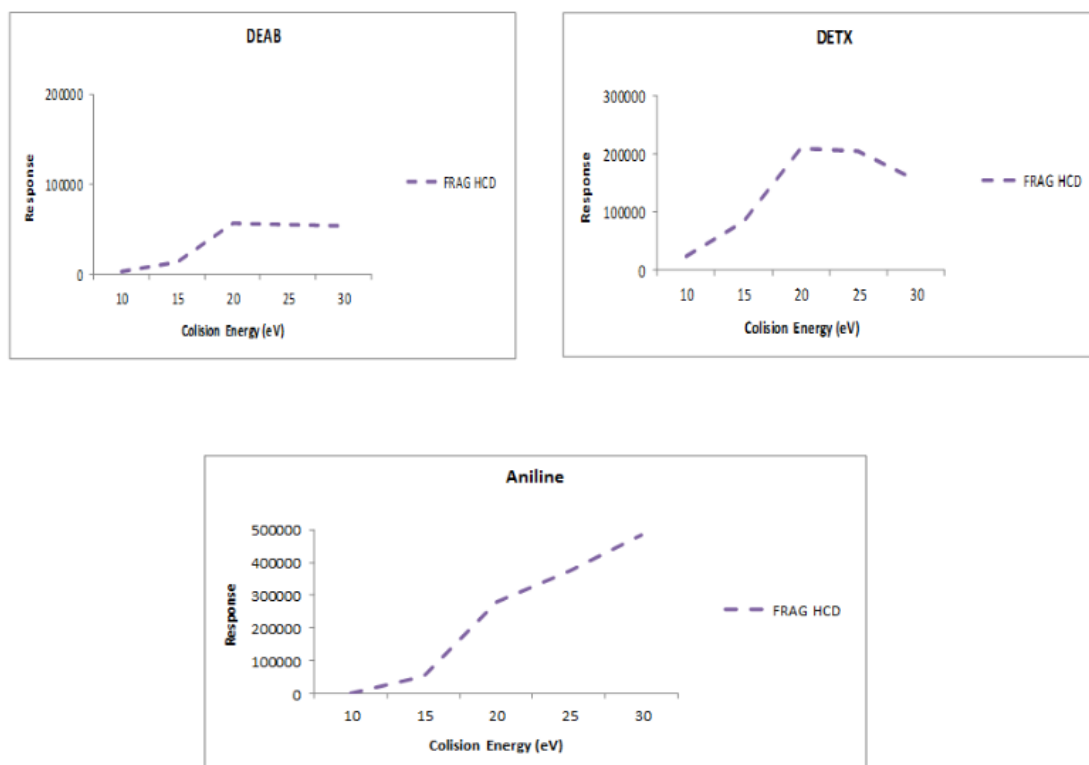 DEAB
200000
100000
0
Response
10 15 20 25 30
Colision Energy (eV)
FRAG HCD
DETX
300000
200000
100000
0
Response
10 15 20 25 30
Colision Energy (eV)
FRAG HCD
Aniline
500000
400000
300000
200000
100000
0
Response
10 15 20 25 30
Colision Energy (eV)
FRAG HCD